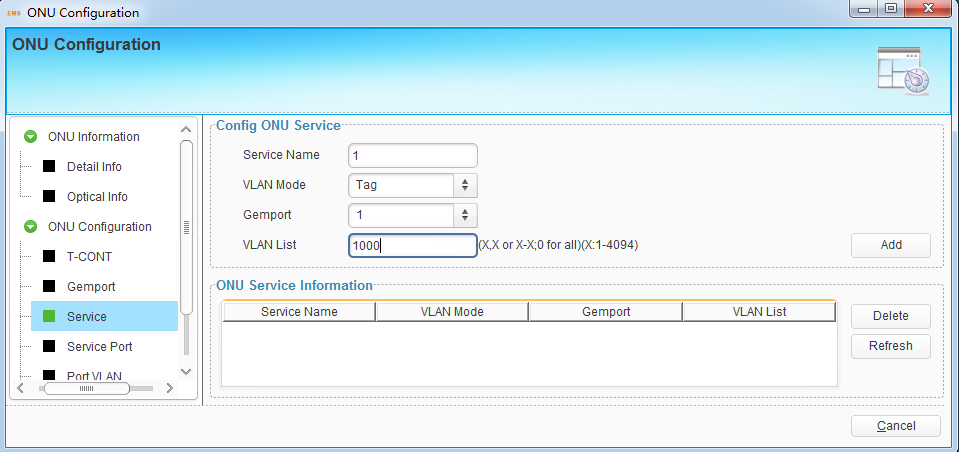 EMS ONU Configuration
ONU Configuration
ONU Information
Detail Info
Optical Info
ONU Configuration
T-CONT
Gemport
Service
Service Port
Port VLAN
Config ONU Service
Service Name 1
VLAN Mode Tag
Gemport 1
VLAN List 1000 (X,X or X-X;0 for all)(X:1-4094) Add
ONU Service Information
Service Name VLAN Mode Gemport VLAN List
Delete
Refresh
Cancel